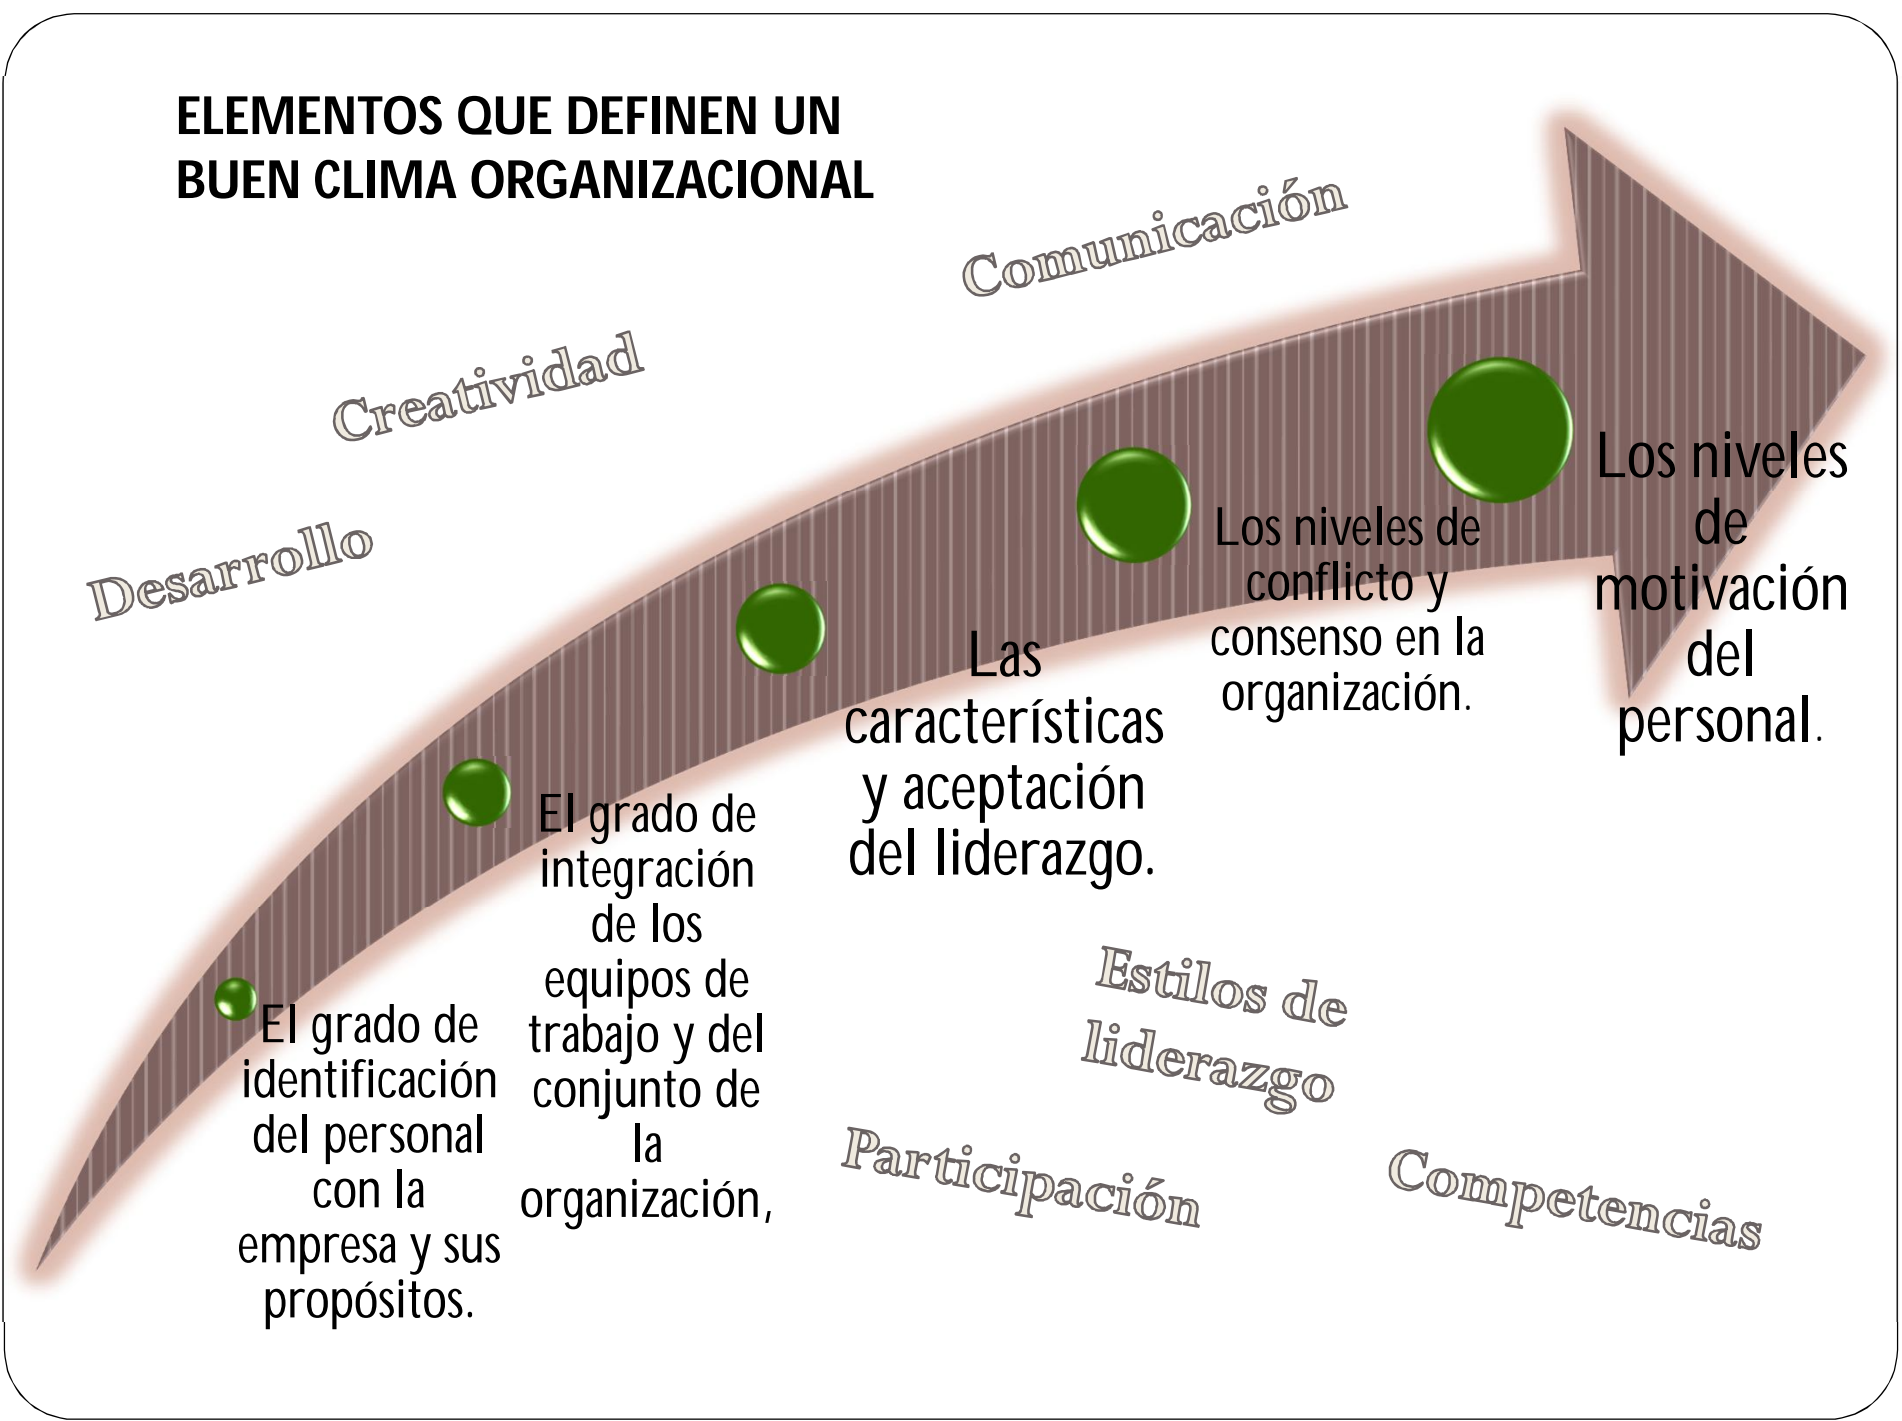 ELEMENTOS QUE DEFINEN UN
BUEN CLIMA ORGANIZACIONAL
Comunicación
Creatividad
Desarrollo
El grado de
identificación
del personal
con la
empresa y sus
propósitos.
El grado de
integración
de los
equipos de
trabajo y del
conjunto de
la
organización,
Las
características
y aceptación
del liderazgo.
Los niveles de
conflicto y
consenso en la
organización.
Los niveles
de
motivación
del
personal.
Estilos de
liderazgo
Participación
Competencias